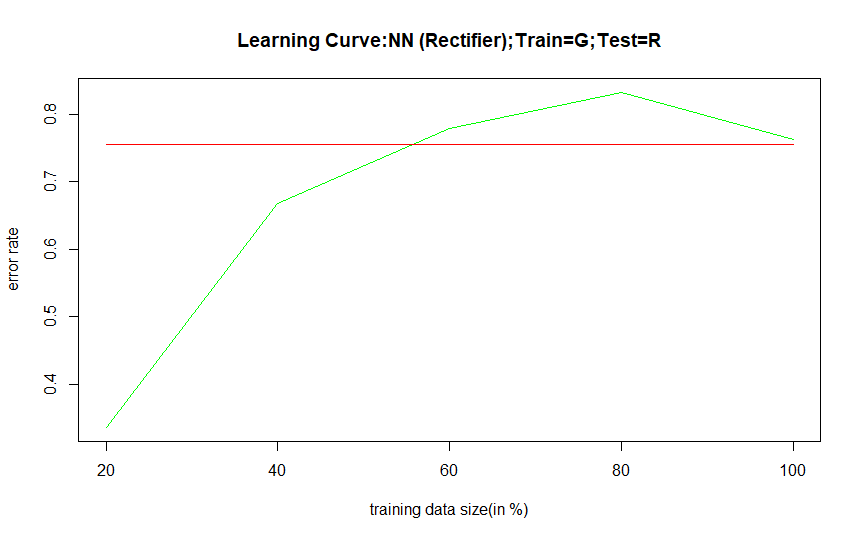 Learning Curve:NN (Rectifier);Train=G;Test=R
0.8
0.7
0.6
0.5
0.4
error rate
20 40 60 80 100
training data size(in %)